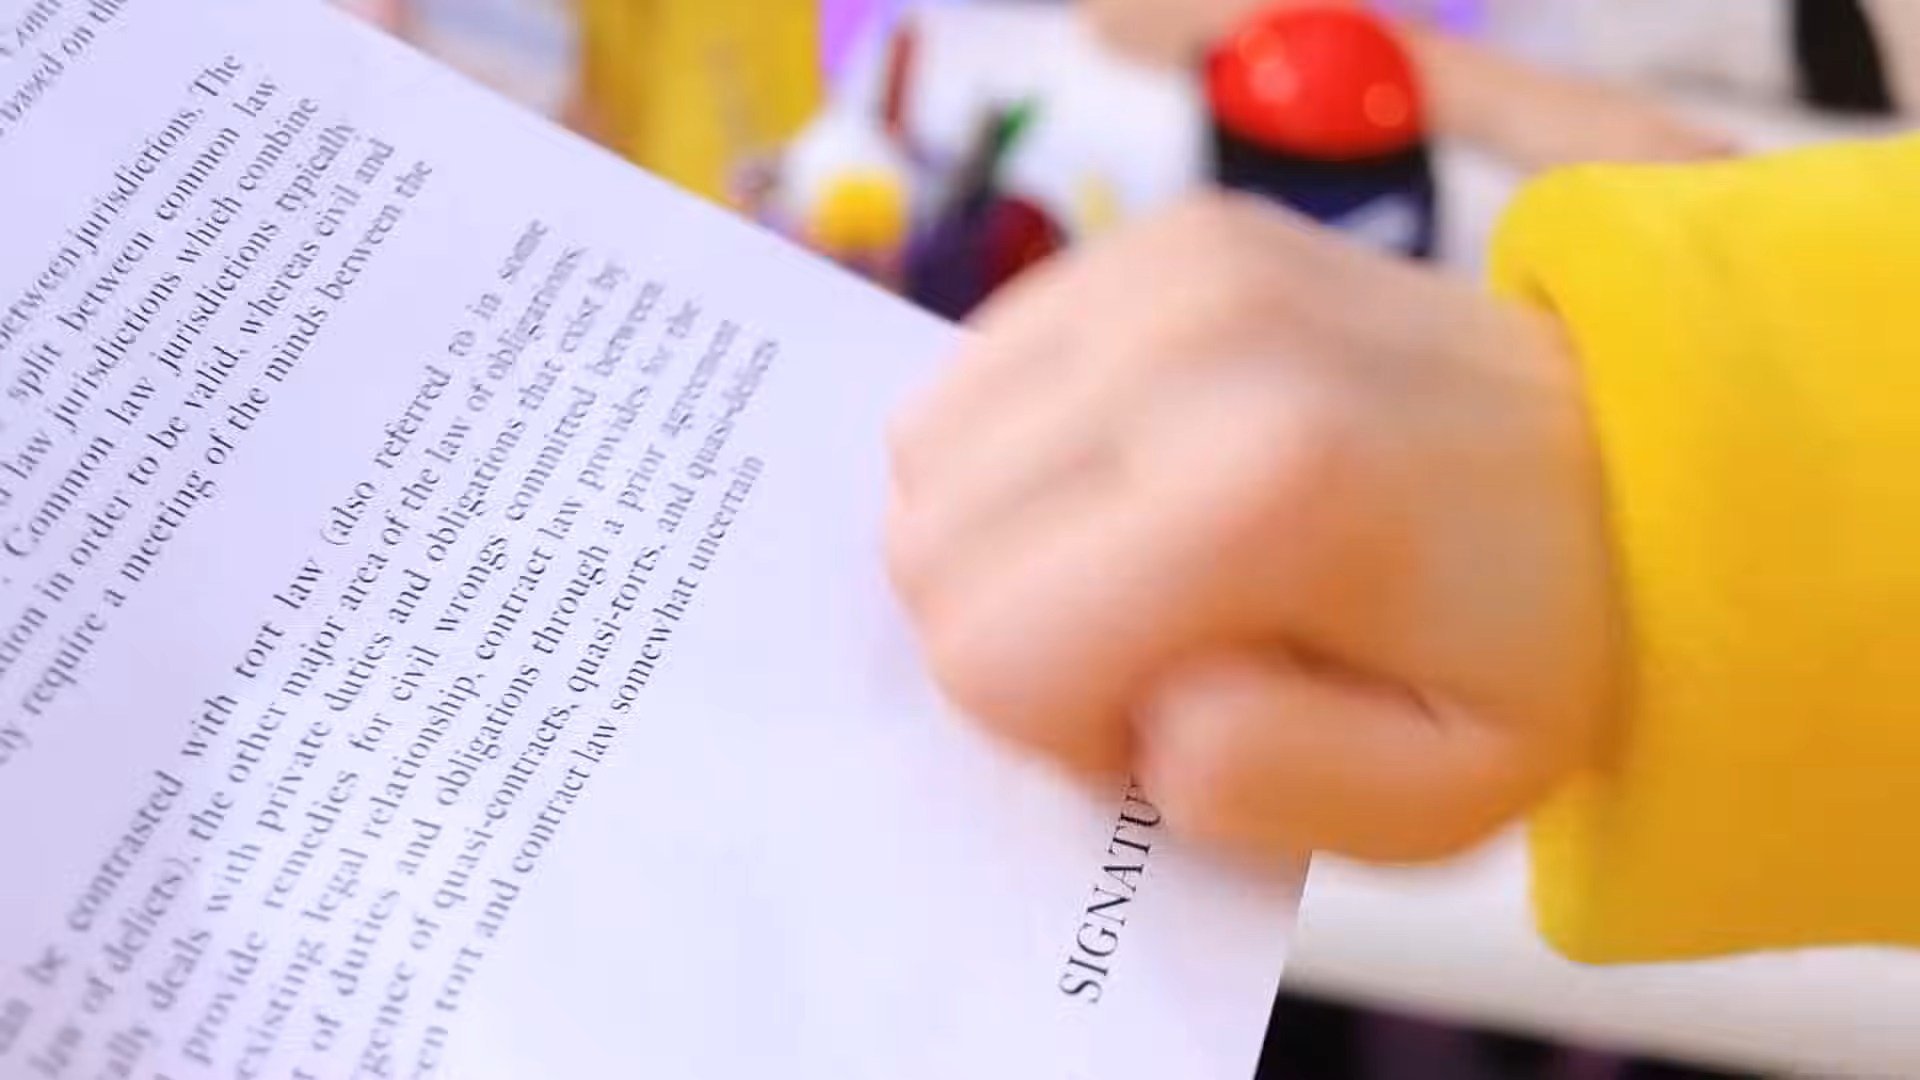 based on the
between jurisdictions. The
split between common law
law jurisdictions which combine
. Common law jurisdictions typically
in order to be valid, whereas civil and
require a meeting of the minds between the
be contrasted with tort law (also referred to in some
law of delicts), the other major area of the law of obligations.
deals with private duties and obligations that exist by
provide remedies for civil wrongs committed between
existing legal relationship, contract law provides for the
of duties and obligations through a prior agreement
of quasi-contracts, quasi-torts, and quasi-delicts
tort and contract law somewhat uncertain
SIGNATU